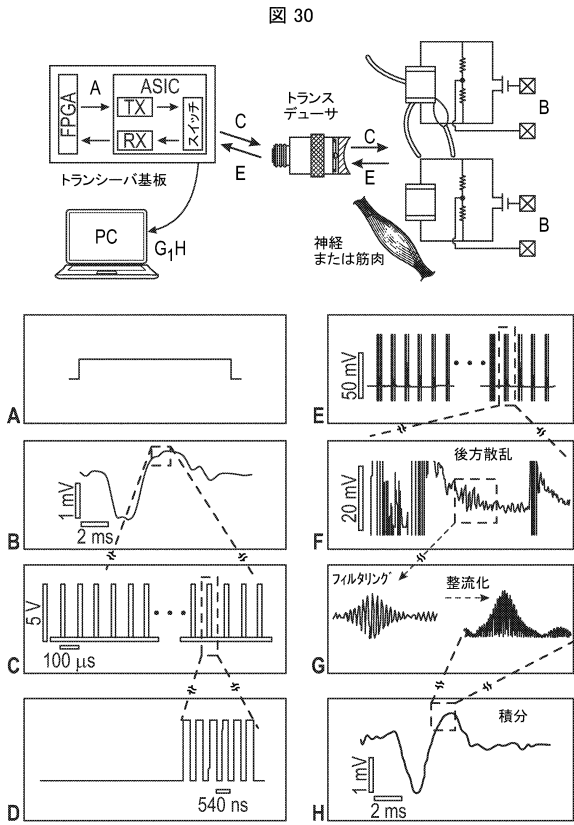 図 30
FPGA
A
ASIC
TX
RX
スイッチ
トランシーバ基板
C
E
トランス
デューサ
C
E
B
B
PC
G,H
神経
または筋肉
A
1 mV
2 ms
B
5 V
100 µs
C
540 ns
D
50 mV
E
20 mV
後方散乱
F
フィルタリング
整流化
G
積分
1 mV
2 ms
H